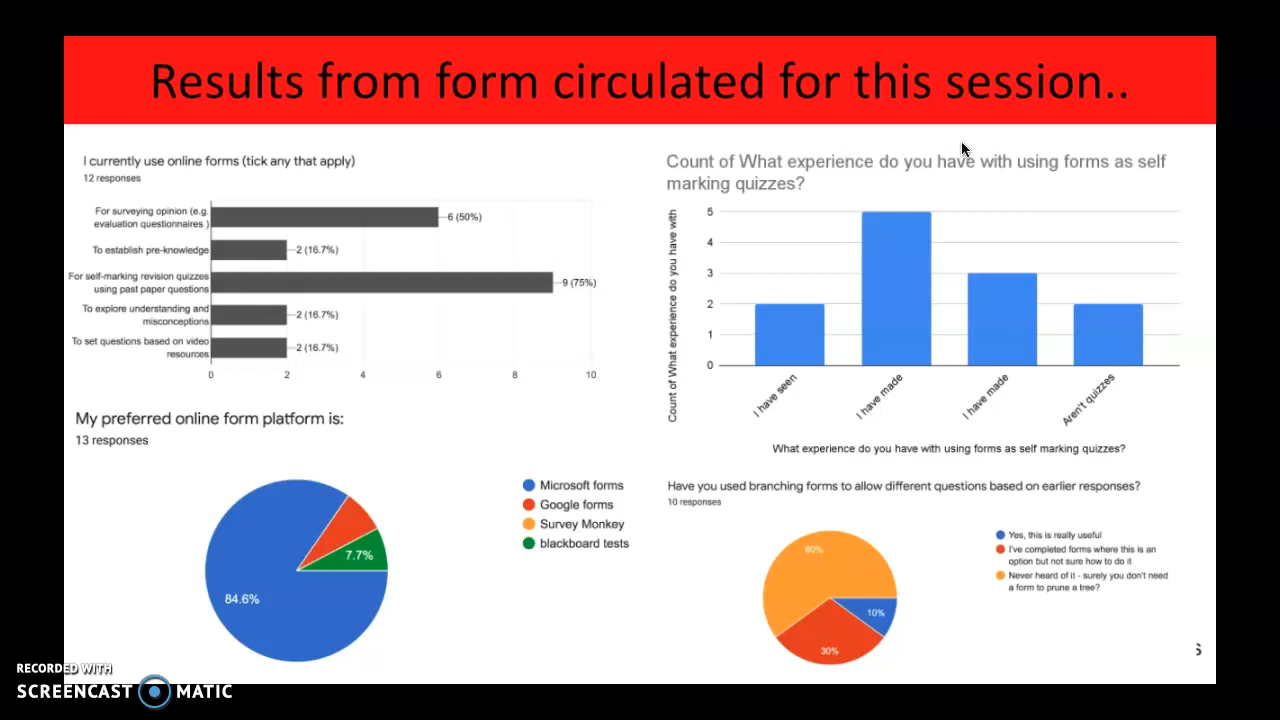 Results from form circulated for this session..
I currently use online forms (tick any that apply)
12 responses
For surveying opinion (e.g.
evaluation questionnaires )
6 (50%)
To establish pre-knowledge
2 (16.7%)
For self-marking revision quizzes
using past paper questions
9 (75%)
To explore understanding and
misconceptions
2 (16.7%)
To set questions based on video
resources
2 (16.7%)
0 2 4 6 8 10
Count of What experience do you have with using forms as self
marking quizzes?
Count of What experience do you have with
5
4
3
2
1
0
I have seen
I have made
I have made
Aren't quizzes
What experience do you have with using forms as self marking quizzes?
My preferred online form platform is:
13 responses
Microsoft forms
Google forms
Survey Monkey
blackboard tests
7.7%
84.6%
Have you used branching forms to allow different questions based on earlier responses?
10 responses
Yes, this is really useful
I've completed forms where this is an
option but not sure how to do it
Never heard of it - surely you don't need
a form to prune a tree?
60%
10%
30%
s
RECORDED WITH
SCREENCAST MATIC